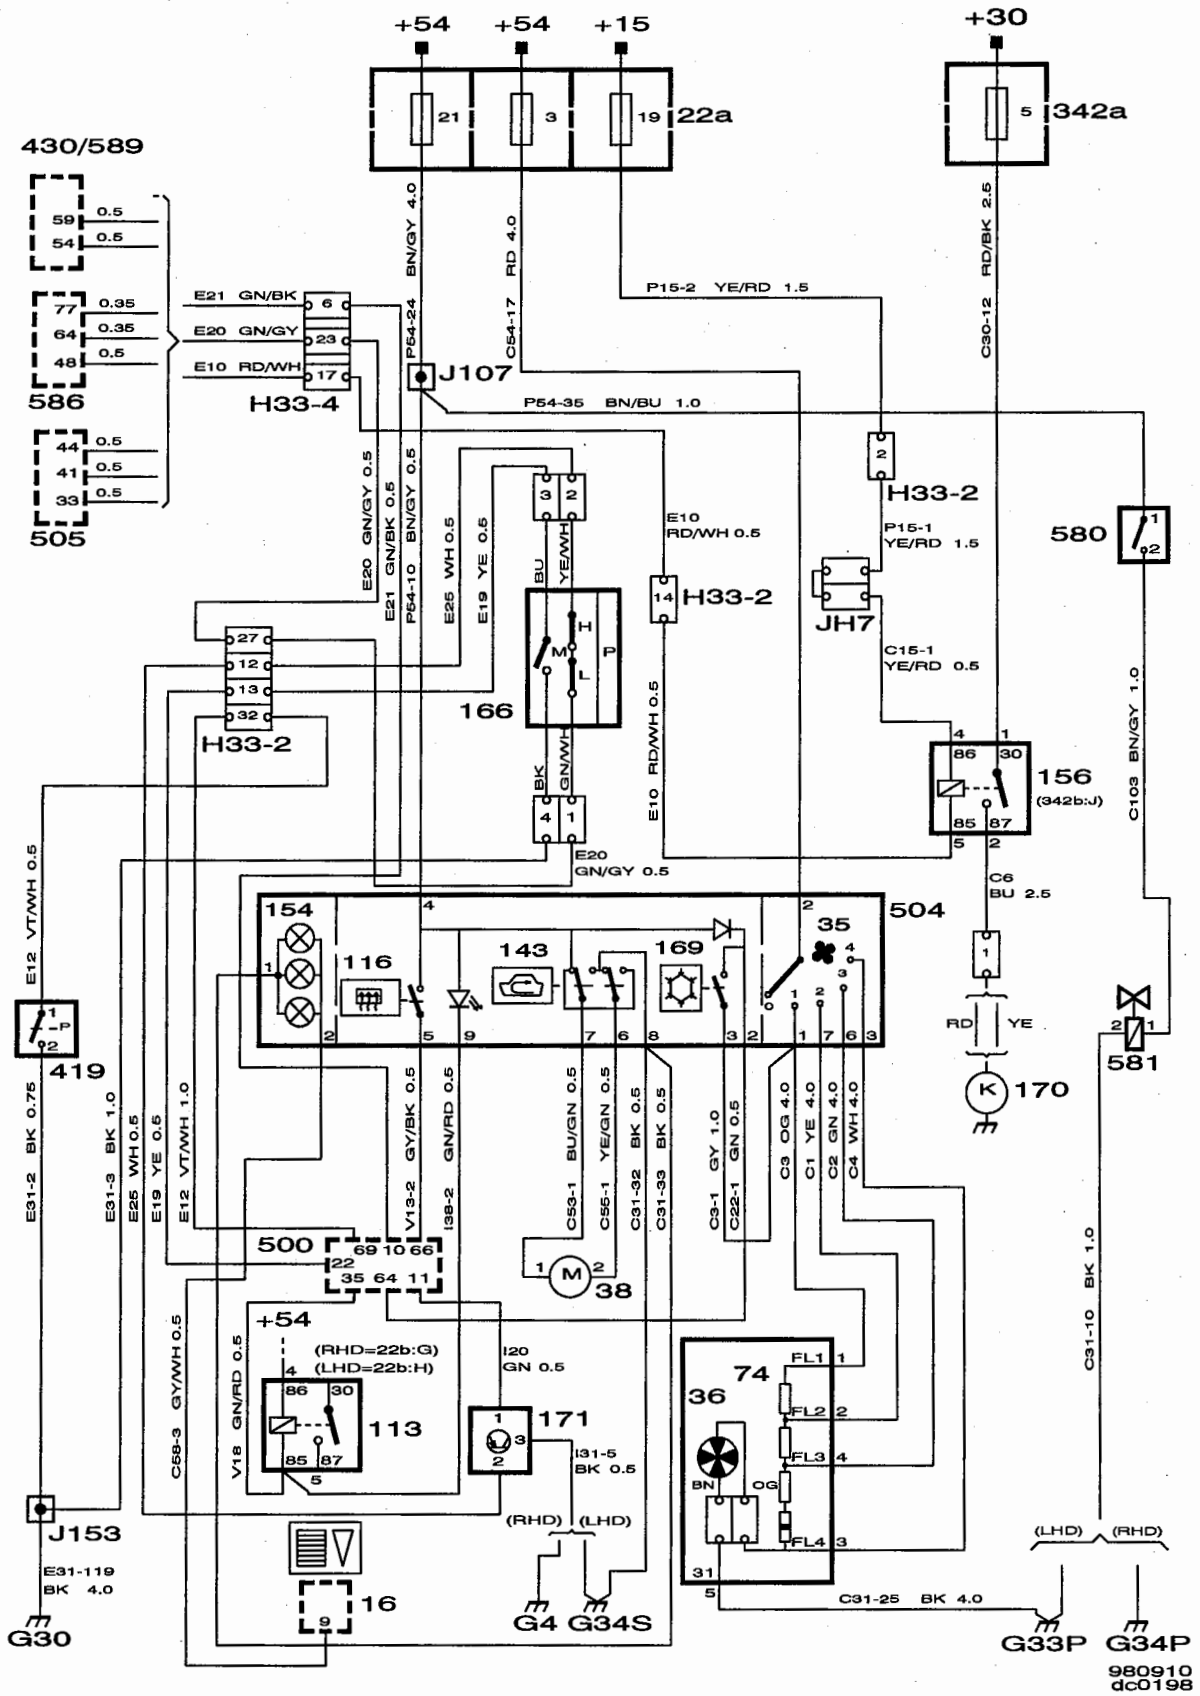 +54 +54 +15 +30
21 3 19 22a 5 342a
430/589
59 0.5
54 0.5
77 0.35
64 0.35
48 0.5
586
44 0.5
41 0.5
33 0.5
505
E21 GN/BK 6
E20 GN/GY 23
E10 RD/WH 17
H33-4
P54-24 BN/GY 4.0
C54-17 RD 4.0
P15-2 YE/RD 1.5
C30-12 RD/BK 2.5
J107
P54-35 BN/BU 1.0
E20 GN/GY 0.5
E21 GN/BK 0.5
P54-10 BN/GY 0.5
E25 WH 0.5
E19 YE 0.5
3 2
BU YE/WH
H
M P
L
166
BK GN/WH
4 1
E20
GN/GY 0.5
E10
RD/WH 0.5
14 H33-2
E10 RD/WH 0.5
2
H33-2
P15-1
YE/RD 1.5
JH7
C15-1
YE/RD 0.5
580 1
2
C103 BN/GY 1.0
27
12
13
32
H33-2
4 1
86 30
156
(342b:J)
85 87
5 2
C6
BU 2.5
1
RD YE
K 170
2 1
581
E12 VT/WH 0.5
1
P
2
419
154 4 2 504
1 116 143 169 35
4
3
2
1
2 5 9 7 6 8 3 2 1 7 6 3
E31-2 BK 0.75
E31-3 BK 1.0
E25 WH 0.5
E19 YE 0.5
E12 VT/WH 1.0
V13-2 GY/BK 0.5
I38-2 GN/RD 0.5
C53-1 BU/GN 0.5
C55-1 YE/GN 0.5
C31-32 BK 0.5
C31-33 BK 0.5
C3-1 GY 1.0
C22-1 GN 0.5
C3 OG 4.0
C1 YE 4.0
C2 GN 4.0
C4 WH 4.0
500 69 10 66
22
35 64 11
1 M 2
38
C58-3 GY/WH 0.5
V18 GN/RD 0.5
+54
(RHD=22b:G)
(LHD=22b:H)
4
86 30
113
85 87
5
I20
GN 0.5
1
3
2
171
I31-5
BK 0.5
(RHD) (LHD)
G4 G34S
74 FL1 1
36 FL2 2
FL3 4
BN OG
FL4 3
31
5
C31-25 BK 4.0
C31-10 BK 1.0
(LHD) (RHD)
G33P G34P
J153
E31-119
BK 4.0
G30
16
9
980910
dc0198